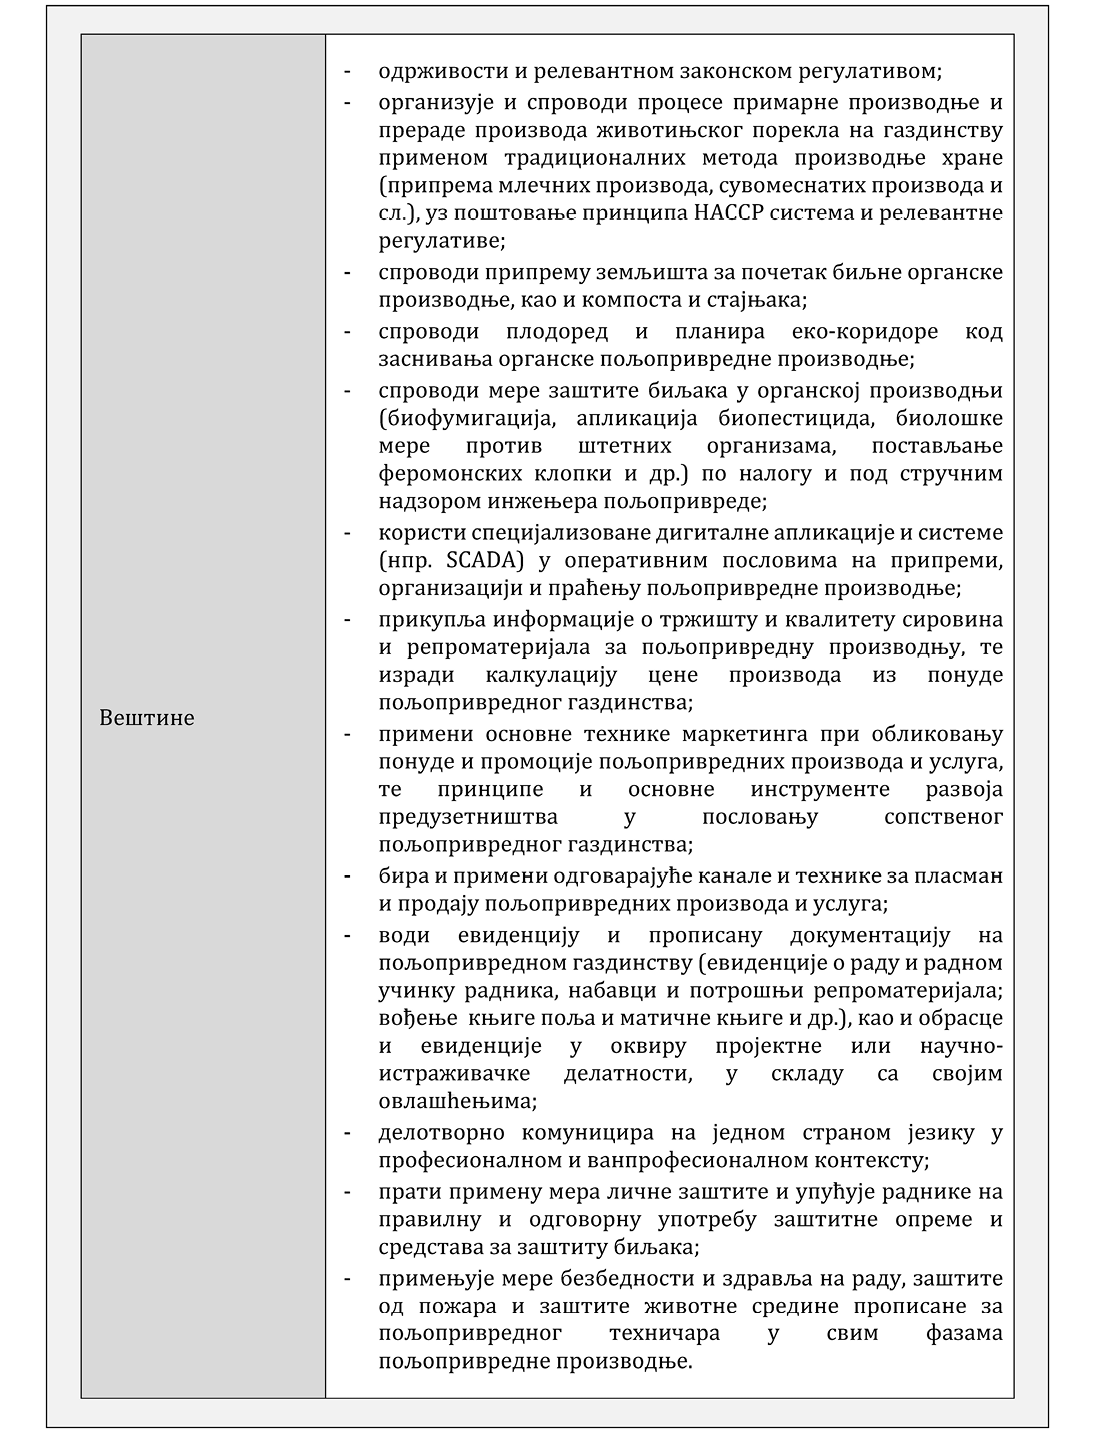 Вештине
- одрживости и релевантном законском регулативом;
- организује и спроводи процесе примарне производње и
прераде производа животињског порекла на газдинству
применом традиционалних метода производње хране
(припрема млечних производа, сувомеснатих производа и
сл.), уз поштовање принципа НАССР система и релевантне
регулативе;
- спроводи припрему земљишта за почетак биљне органске
производње, као и компоста и стајњака;
- спроводи плодоред и планира еко-коридоре код
заснивања органске пољопривредне производње;
- спроводи мере заштите биљака у органској производњи
(биофумигација, апликација биопестицида, биолошке
мере против штетних организама, постављање
феромонских клопки и др.) по налогу и под стручним
надзором инжењера пољопривреде;
- користи специјализоване дигиталне апликације и системе
(нпр. SCADA) у оперативним пословима на припреми,
организацији и праћењу пољопривредне производње;
- прикупља информације о тржишту и квалитету сировина
и репроматеријала за пољопривредну производњу, те
изради калкулацију цене производа из понуде
пољопривредног газдинства;
- примени основне технике маркетинга при обликовању
понуде и промоције пољопривредних производа и услуга,
те принципе и основне инструменте развоја
предузетништва у пословању сопственог
пољопривредног газдинства;
- бира и примени одговарајуће канале и технике за пласман
и продају пољопривредних производа и услуга;
- води евиденцију и прописану документацију на
пољопривредном газдинству (евиденције о раду и радном
учинку радника, набавци и потрошњи репроматеријала;
вођење књиге поља и матичне књиге и др.), као и обрасце
и евиденције у оквиру пројектне или научно-
истраживачке делатности, у складу са својим
овлашћењима;
- делотворно комуницира на једном страном језику у
професионалном и ванпрофесионалном контексту;
- прати примену мера личне заштите и упућује раднике на
правилну и одговорну употребу заштитне опреме и
средстава за заштиту биљака;
- примењује мере безбедности и здравља на раду, заштите
од пожара и заштите животне средине прописане за
пољопривредног техничара у свим фазама
пољопривредне производње.